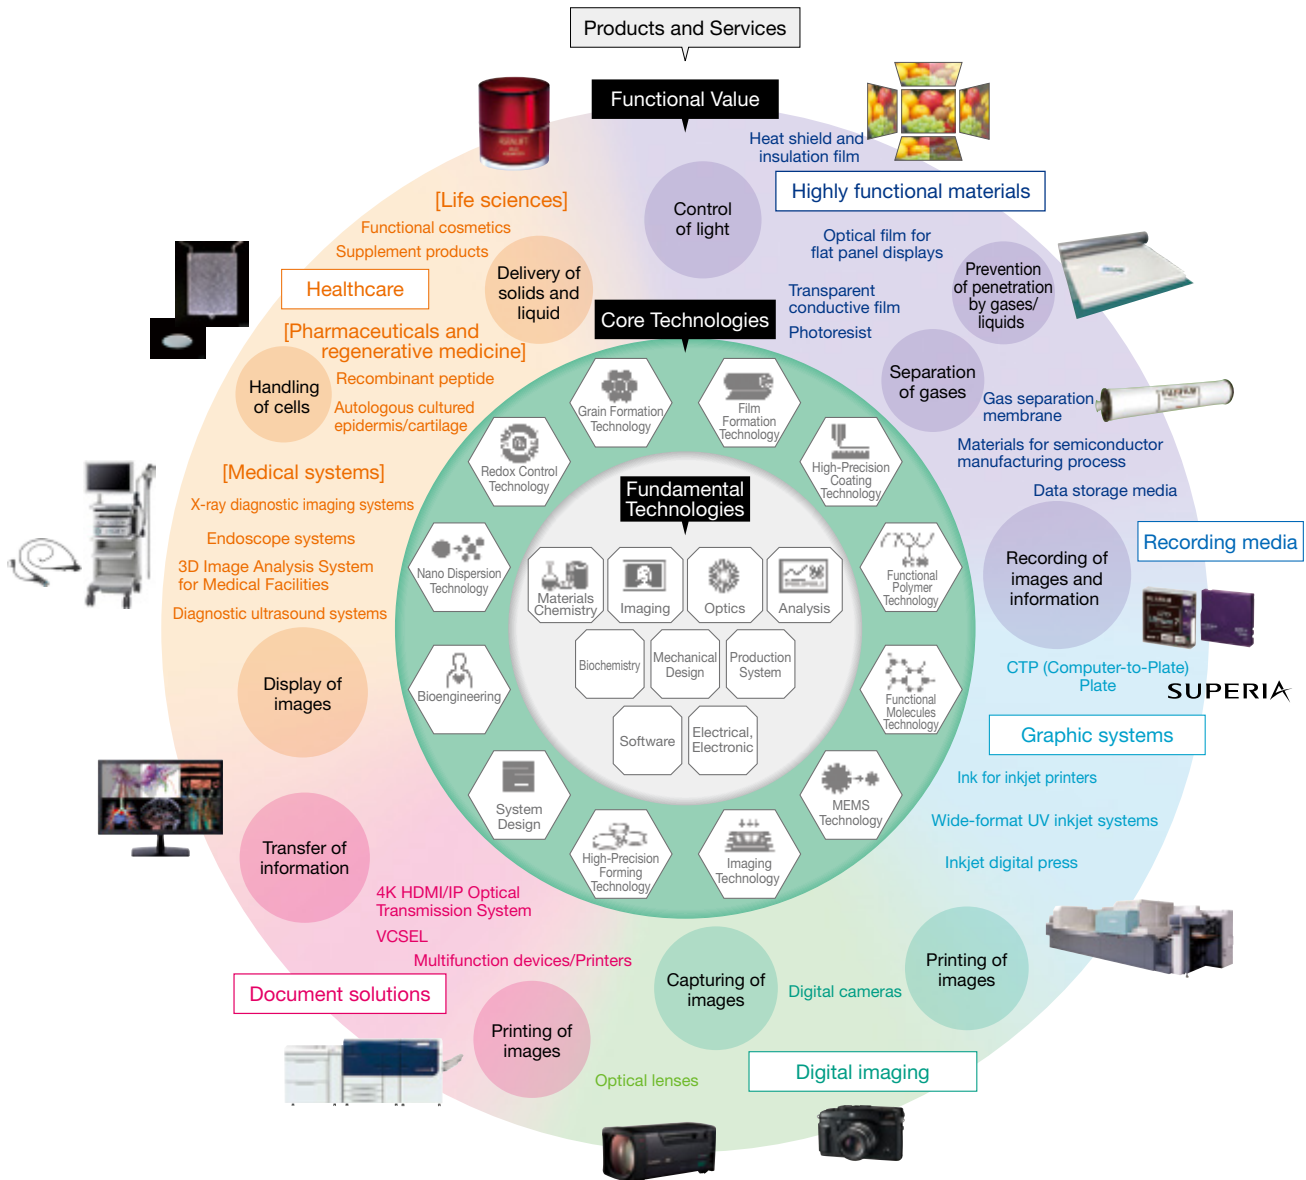 Products and Services
Functional Value
Heat shield and
insulation film
Highly functional materials
[Life sciences]
Functional cosmetics
Supplement products
Control
of light
Optical film for
flat panel displays
Prevention
of penetration
by gases/
liquids
Healthcare
Delivery of
solids and
liquid
Transparent
conductive film
Photoresist
Core Technologies
[Pharmaceuticals and
regenerative medicine]
Handling
of cells
Recombinant peptide
Autologous cultured
epidermis/cartilage
Separation
of gases
Gas separation
membrane
Materials for semiconductor
manufacturing process
Data storage media
Grain Formation
Technology
Film
Formation
Technology
Redox Control
Technology
High-Precision
Coating
Technology
[Medical systems]
X-ray diagnostic imaging systems
Endoscope systems
3D Image Analysis System
for Medical Facilities
Diagnostic ultrasound systems
Fundamental
Technologies
Nano Dispersion
Technology
Materials
Chemistry
Imaging
Optics
Analysis
Functional
Polymer
Technology
Recording of
images and
information
Recording media
Biochemistry
Mechanical
Design
Production
System
Bioengineering
Functional
Molecules
Technology
Software
Electrical,
Electronic
Display of
images
CTP (Computer-to-Plate)
Plate
SUPERIA
Graphic systems
Ink for inkjet printers
Wide-format UV inkjet systems
Inkjet digital press
System
Design
MEMS
Technology
High-Precision
Forming
Technology
Imaging
Technology
Transfer of
information
4K HDMI/IP Optical
Transmission System
VCSEL
Multifunction devices/Printers
Document solutions
Printing of
images
Capturing of
images
Digital cameras
Printing of
images
Optical lenses
Digital imaging